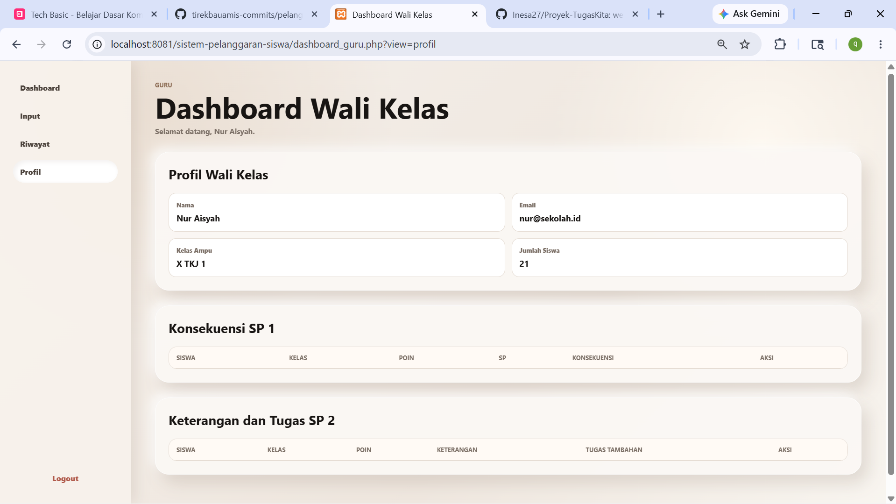 Tech Basic - Belajar Dasar Kom
tirekbauamis-commits/pelang
Dashboard Wali Kelas
Inesa27/Proyek-TugasKita: we
Ask Gemini
localhost:8081/sistem-pelanggaran-siswa/dashboard_guru.php?view=profil
Dashboard
Input
Riwayat
Profil
Logout
GURU
Dashboard Wali Kelas
Selamat datang, Nur Aisyah.
Profil Wali Kelas
Nama
Nur Aisyah
Email
nur@sekolah.id
Kelas Ampu
X TKJ 1
Jumlah Siswa
21
Konsekuensi SP 1
SISWA KELAS POIN SP KONSEKUENSI AKSI
Keterangan dan Tugas SP 2
SISWA KELAS POIN KETERANGAN TUGAS TAMBAHAN AKSI